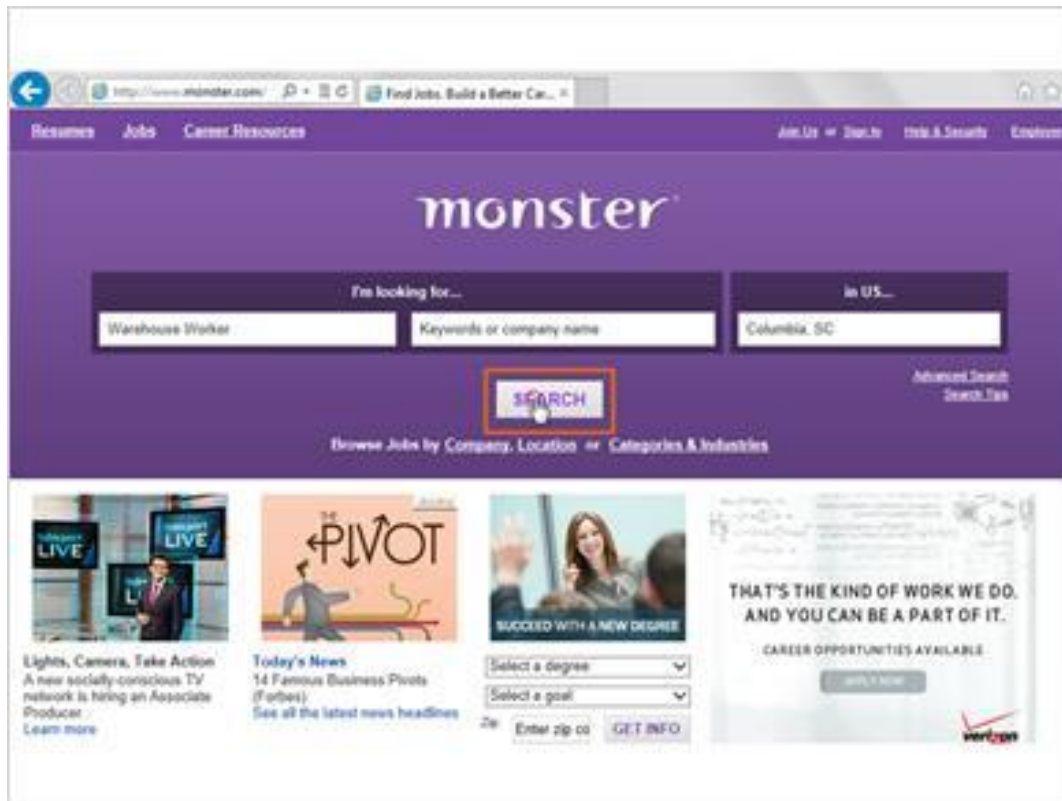 http://www.monster.com/
Find Jobs. Build a Better Car...
Resumes Jobs Career Resources
Join Us or Sign In Help & Security
monster
I'm looking for...
in US...
Warehouse Worker
Keywords or company name
Columbia, SC
SEARCH
Advanced Search
Search Tips
Browse Jobs by Company, Location or Categories & Industries
LIVE
LIVE
THE
PIVOT
SUCCEED WITH A NEW DEGREE
THAT'S THE KIND OF WORK WE DO.
AND YOU CAN BE A PART OF IT.
CAREER OPPORTUNITIES AVAILABLE
APPLY NOW
verizon
Lights, Camera, Take Action
A new socially-conscious TV
network is hiring an Associate
Producer
Learn more
Today's News
14 Famous Business Pivots
(Forbes)
See all the latest news headlines
Select a degree
Select a goal
Zip
Enter zip co
GET INFO